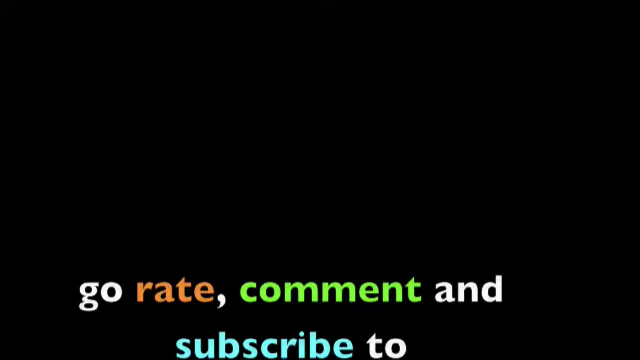 go rate, comment and
subscribe to